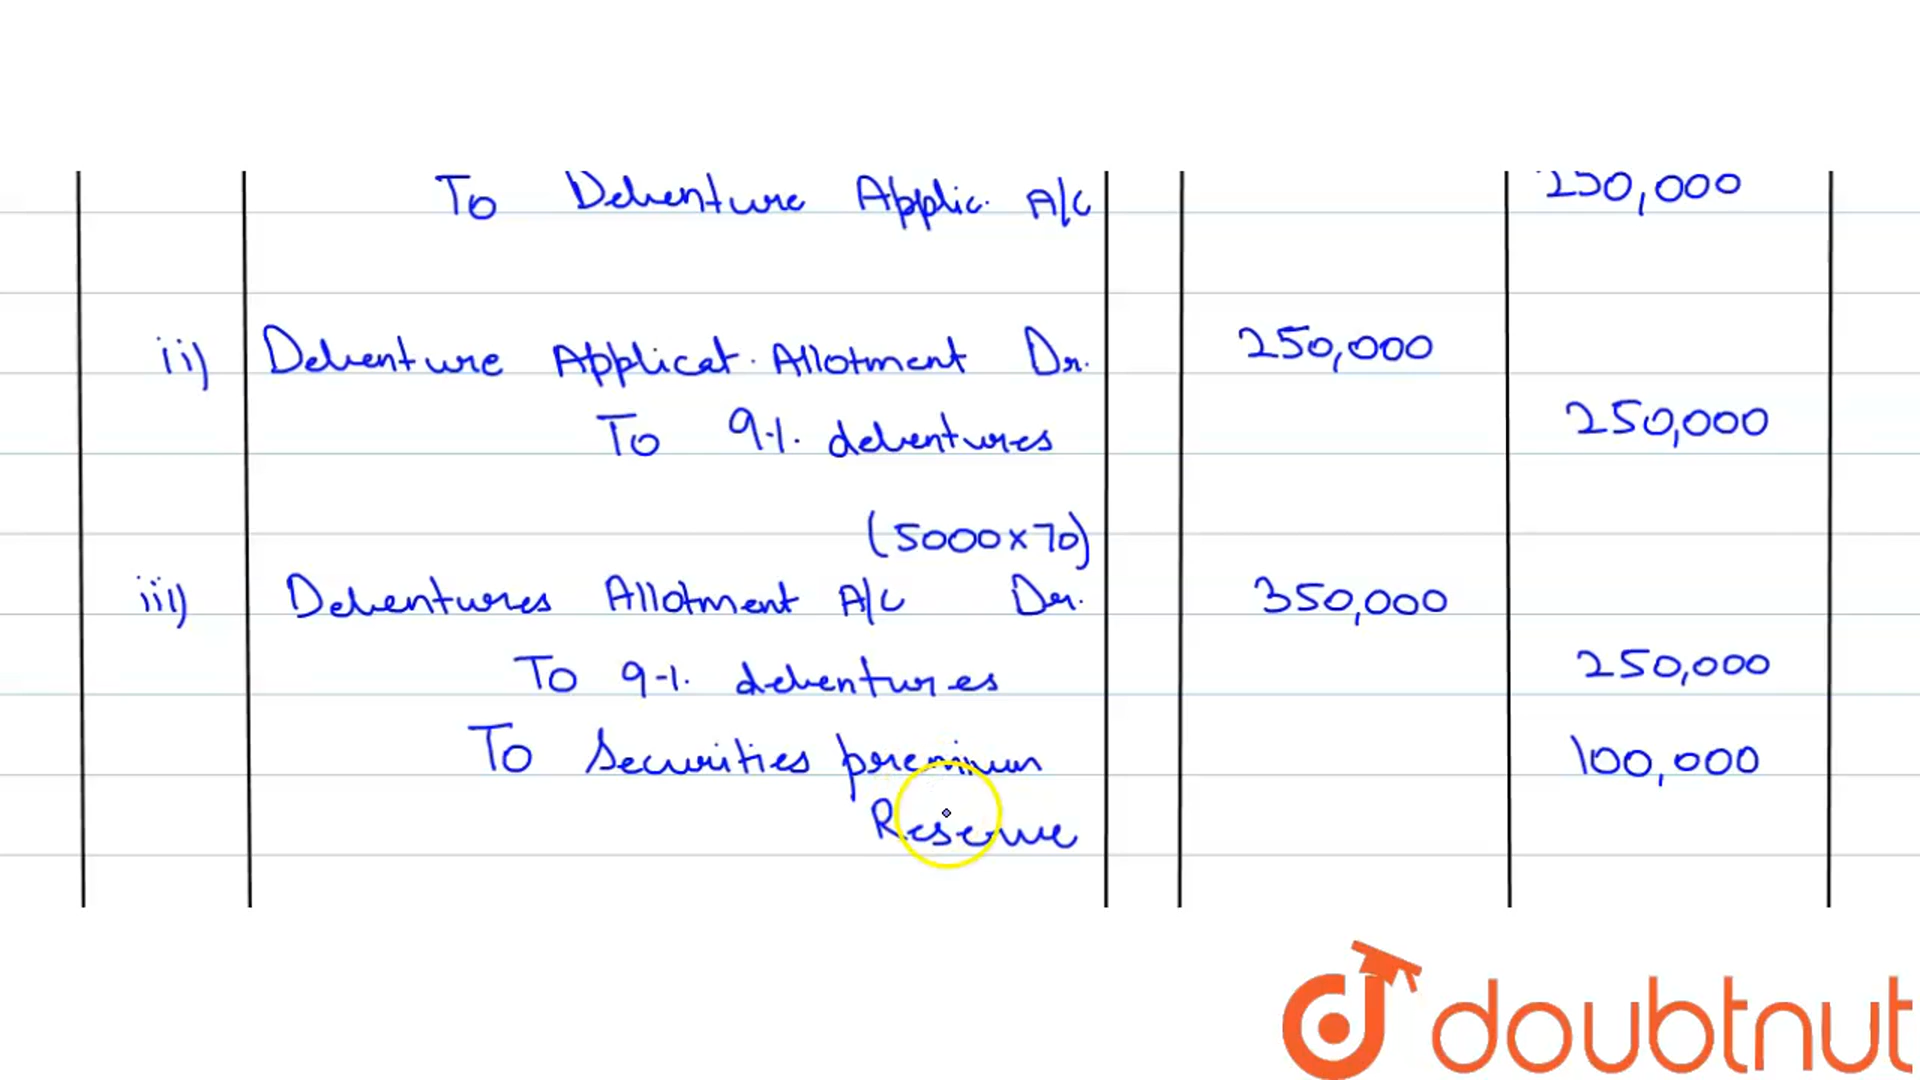 To Debenture Applic. A/C 250,000
ii) Debenture Applicat. Allotment Dr. 250,000
To 9%. debentures 250,000
(5000x70)
iii) Debentures Allotment A/C Dr. 350,000
To 9%. debentures 250,000
To Securities premium 100,000
Reserve
doubtnut